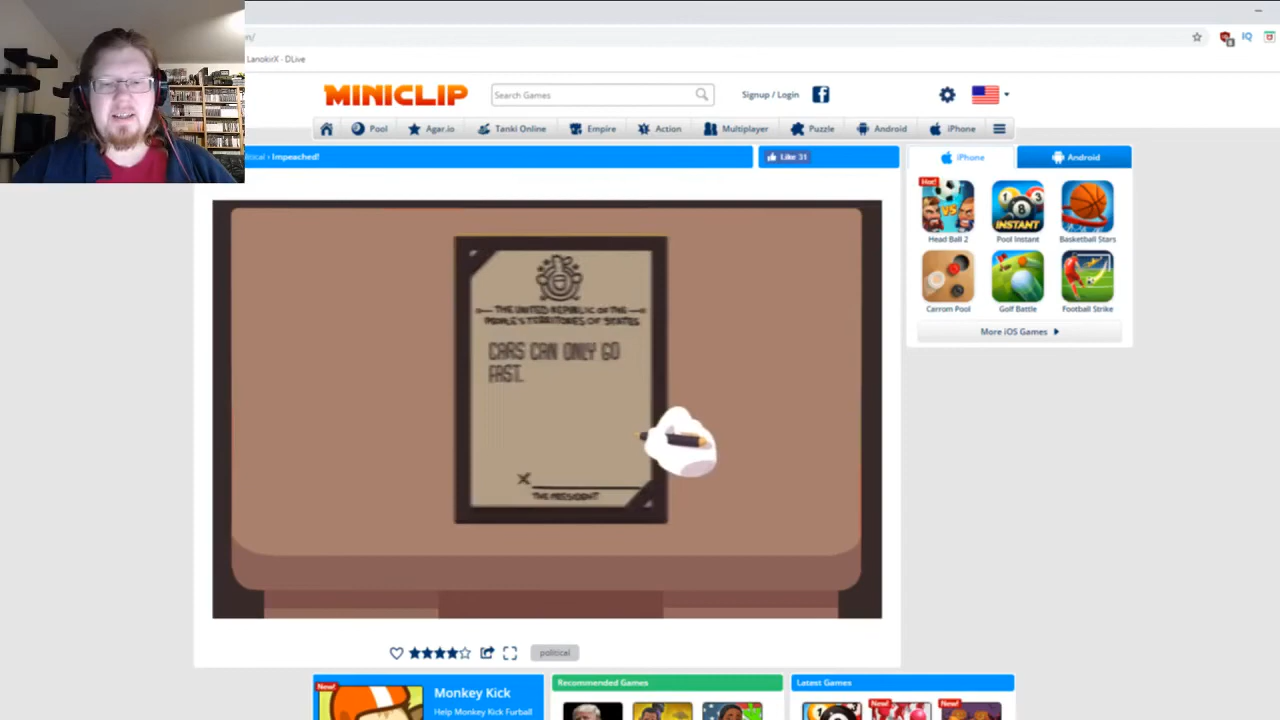 LanokirX - DLive
IQ
MINICLIP
Search Games
Signup / Login
Pool
Agar.io
Tanki Online
Empire
Action
Multiplayer
Puzzle
Android
iPhone
Impeached!
Like 31
iPhone
Android
THE UNITED REPUBLIC OF THE
PEOPLE'S TERRITORIES OF STATES
CARS CAN ONLY GO
FAST.
X
THE PRESIDENT
Hot!
VS
8
INSTANT
Head Ball 2
Pool Instant
Basketball Stars
Carrom Pool
Golf Battle
Football Strike
More iOS Games
political
New!
Monkey Kick
Help Monkey Kick Furball
Recommended Games
Latest Games
New!
New!